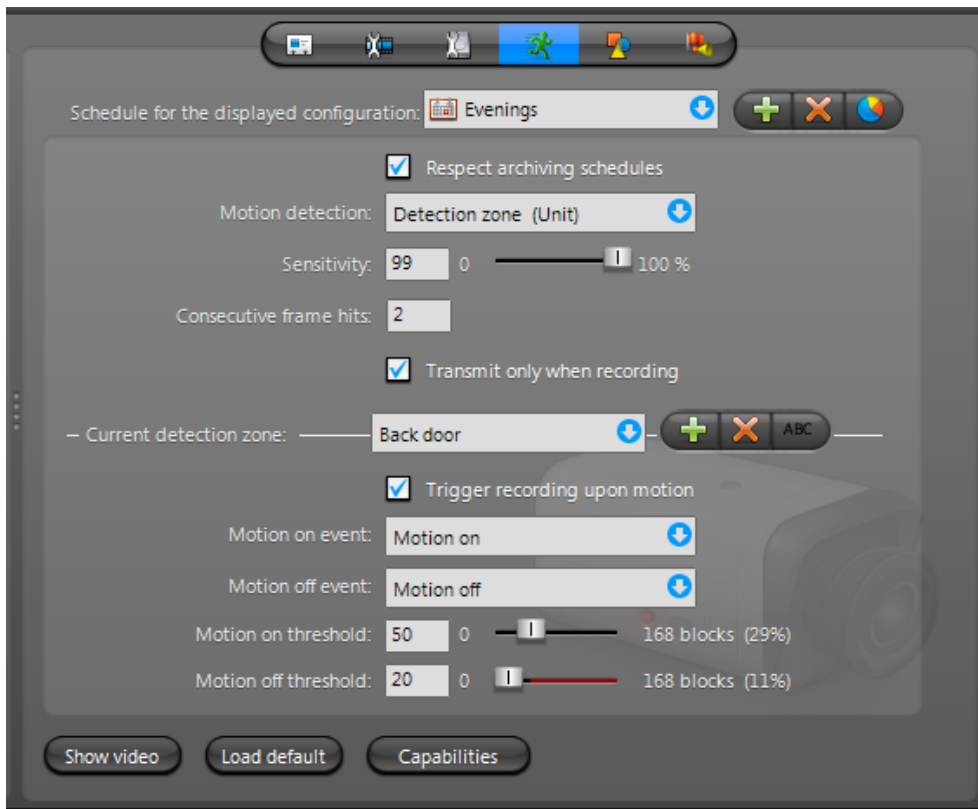 Schedule for the displayed configuration: Evenings
Respect archiving schedules
Motion detection: Detection zone (Unit)
Sensitivity: 99 0 100 %
Consecutive frame hits: 2
Transmit only when recording
Current detection zone: Back door ABC
Trigger recording upon motion
Motion on event: Motion on
Motion off event: Motion off
Motion on threshold: 50 0 168 blocks (29%)
Motion off threshold: 20 0 168 blocks (11%)
Show video Load default Capabilities